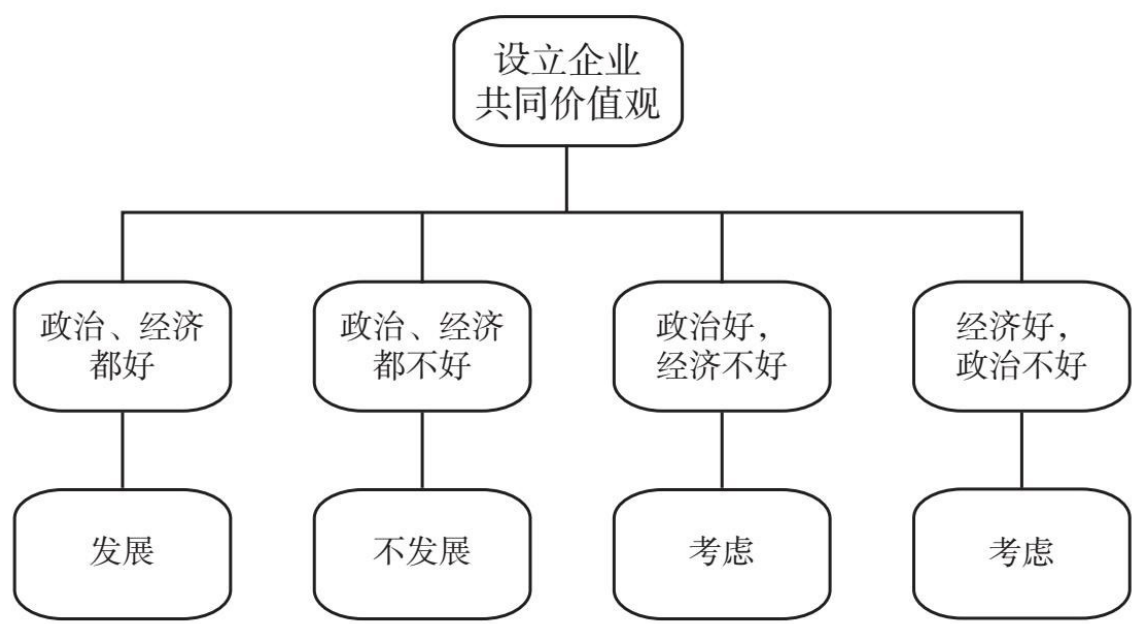 设立企业
共同价值观
政治、经济
都好
政治、经济
都不好
政治好，
经济不好
经济好，
政治不好
发展
不发展
考虑
考虑